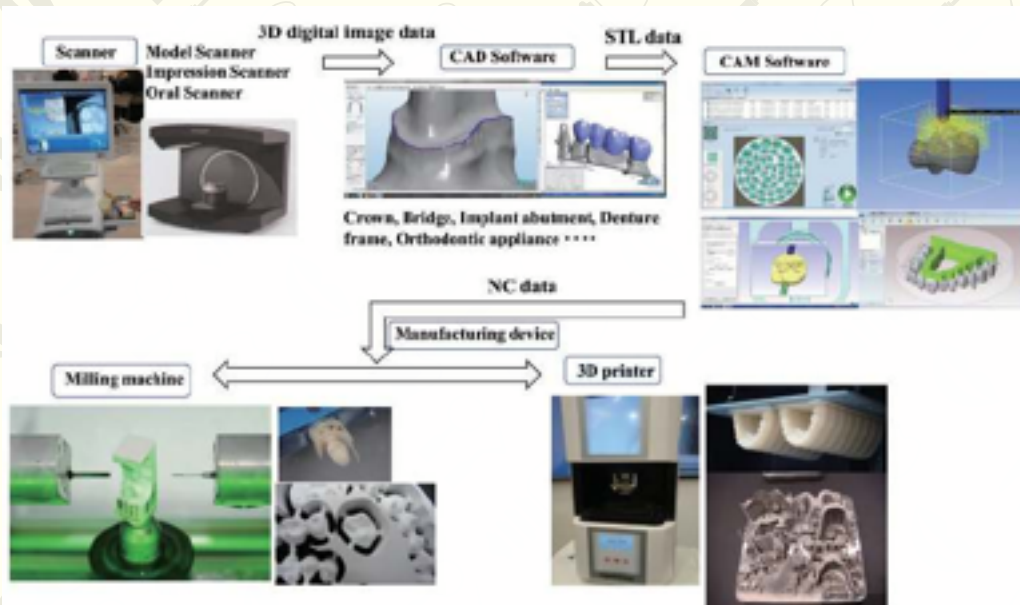 3D digital image data
STL data
Scanner
Model Scanner
Impression Scanner
Oral Scanner
CAD Software
CAM Software
Crown, Bridge, Implant abutment, Denture
frame, Orthodontic appliance ····
NC data
Manufacturing device
Milling machine
3D printer